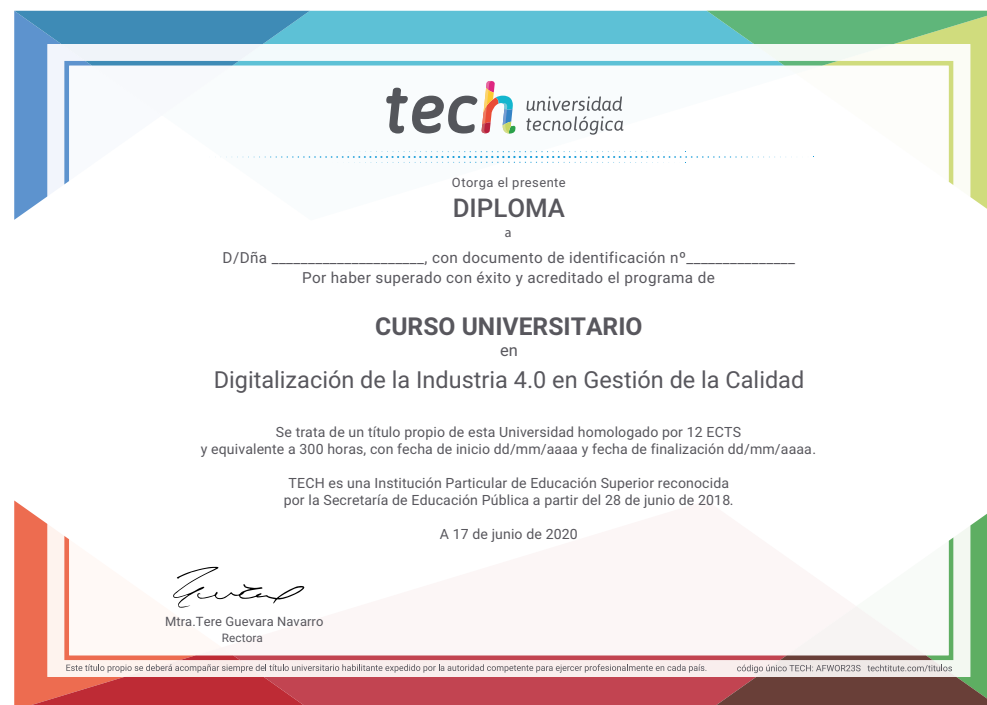 tech universidad
tecnológica
Otorga el presente
DIPLOMA
a
D/Dña _____________________, con documento de identificación nº_______________
Por haber superado con éxito y acreditado el programa de
CURSO UNIVERSITARIO
en
Digitalización de la Industria 4.0 en Gestión de la Calidad
Se trata de un título propio de esta Universidad homologado por 12 ECTS
y equivalente a 300 horas, con fecha de inicio dd/mm/aaaa y fecha de finalización dd/mm/aaaa.
TECH es una Institución Particular de Educación Superior reconocida
por la Secretaría de Educación Pública a partir del 28 de junio de 2018.
A 17 de junio de 2020
Mtra.Tere Guevara Navarro
Rectora
Este título propio se deberá acompañar siempre del título universitario habilitante expedido por la autoridad competente para ejercer profesionalmente en cada país. código único TECH: AFWOR23S techtitute.com/titulos